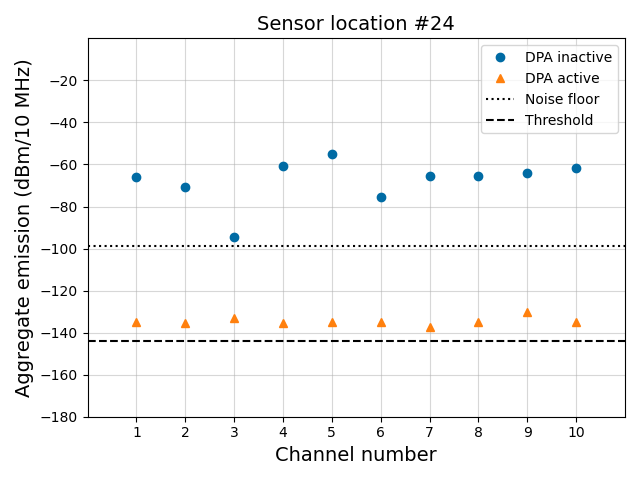 Sensor location #24
Aggregate emission (dBm/10 MHz)
−20
−40
−60
−80
−100
−120
−140
−160
−180
DPA inactive
DPA active
Noise floor
Threshold
1 2 3 4 5 6 7 8 9 10
Channel number